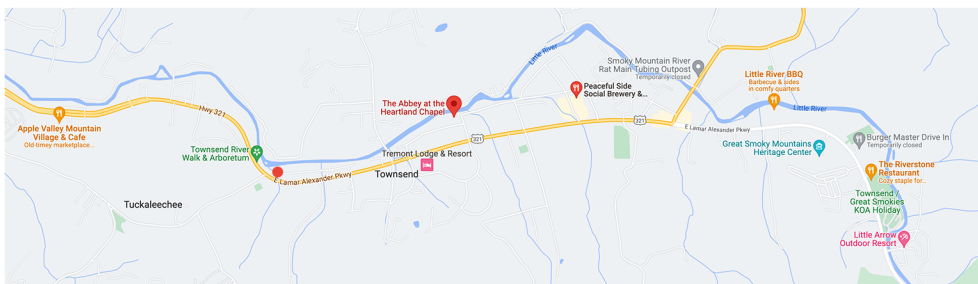 Little River
Smoky Mountain River
Rat Main Tubing Outpost
Temporarily closed
Little River BBQ
Barbecue & sides
in comfy quarters
Peaceful Side
Social Brewery &...
The Abbey at the
Heartland Chapel
Little River
Hwy 321
321
321
E Lamar Alexander Pkwy
Apple Valley Mountain
Village & Cafe
Old-timey marketplace...
Burger Master Drive In
Temporarily closed
Great Smoky Mountains
Heritage Center
Townsend River
Walk & Arboretum
Tremont Lodge & Resort
Townsend
E Lamar Alexander Pkwy
The Riverstone
Restaurant
Cozy staple for...
Tuckaleechee
Townsend /
Great Smokies
KOA Holiday
Little Arrow
Outdoor Resort